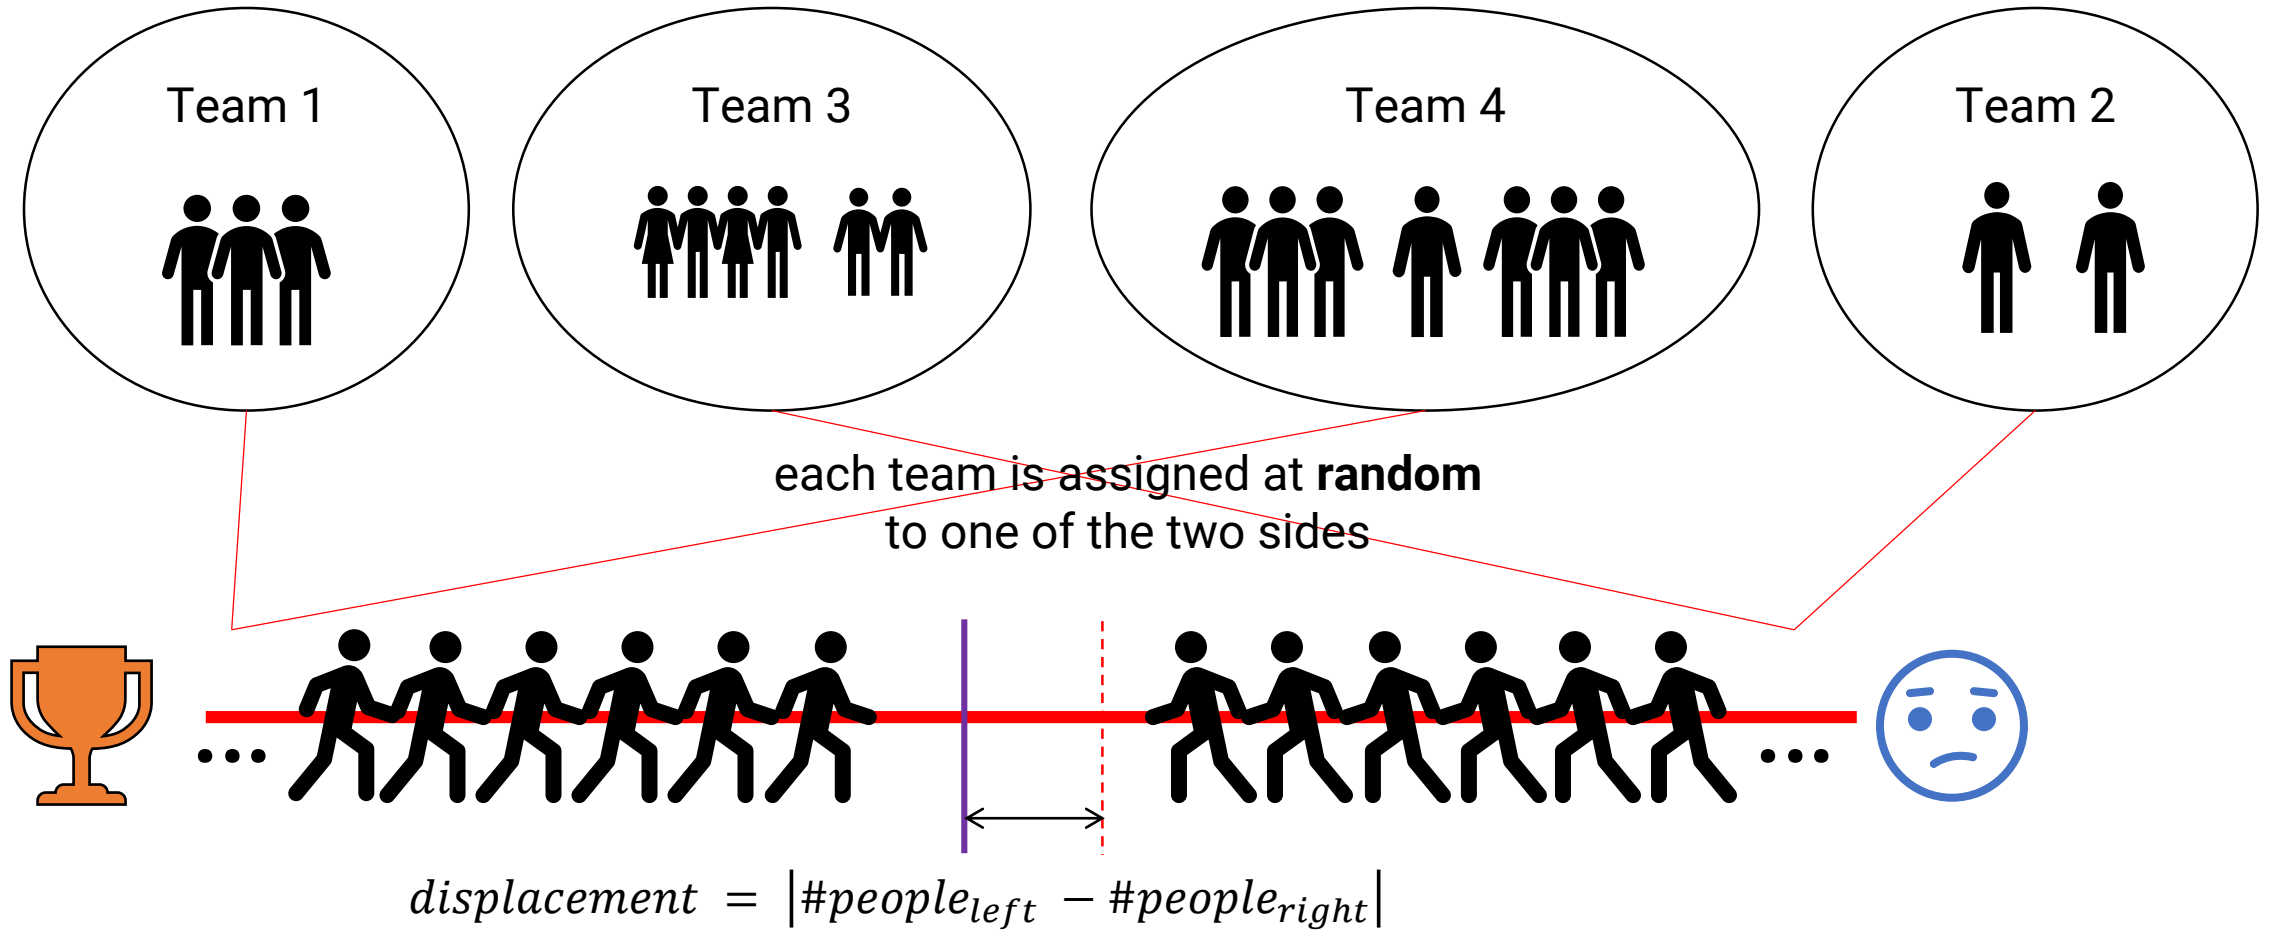 Team 1
Team 3
Team 4
Team 2
each team is assigned at random
to one of the two sides
...
...
displacement = |#people_left − #people_right|